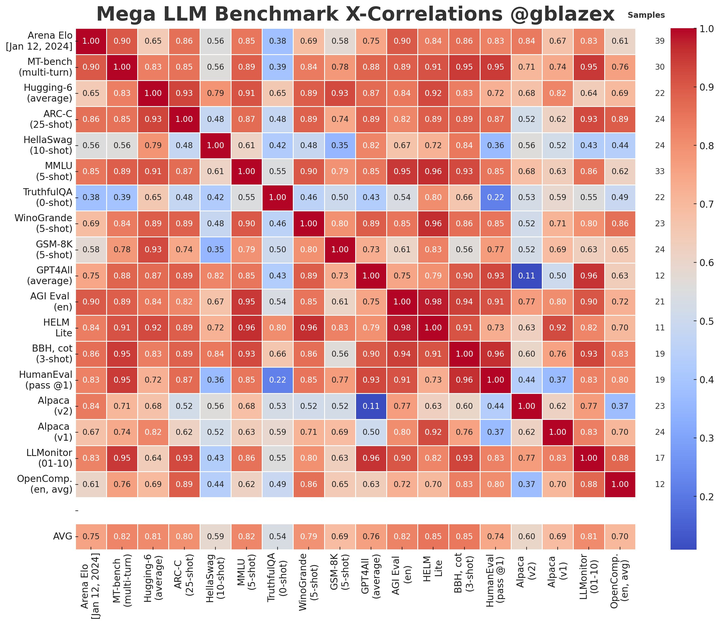 Mega LLM Benchmark X-Correlations @gblazex Samples
Arena Elo
[Jan 12, 2024] 1.00 0.90 0.65 0.86 0.56 0.85 0.38 0.69 0.58 0.75 0.90 0.84 0.86 0.83 0.84 0.67 0.83 0.61 39
MT-bench
(multi-turn) 0.90 1.00 0.83 0.85 0.56 0.89 0.39 0.84 0.78 0.88 0.89 0.91 0.95 0.95 0.71 0.74 0.95 0.76 30
Hugging-6
(average) 0.65 0.83 1.00 0.93 0.79 0.91 0.65 0.89 0.93 0.87 0.84 0.92 0.83 0.72 0.68 0.82 0.64 0.69 22
ARC-C
(25-shot) 0.86 0.85 0.93 1.00 0.48 0.87 0.48 0.89 0.74 0.89 0.82 0.89 0.89 0.87 0.52 0.62 0.93 0.89 24
HellaSwag
(10-shot) 0.56 0.56 0.79 0.48 1.00 0.61 0.42 0.48 0.35 0.82 0.67 0.72 0.84 0.36 0.56 0.52 0.43 0.44 24
MMLU
(5-shot) 0.85 0.89 0.91 0.87 0.61 1.00 0.55 0.90 0.79 0.85 0.95 0.96 0.93 0.85 0.68 0.63 0.86 0.62 33
TruthfulQA
(0-shot) 0.38 0.39 0.65 0.48 0.42 0.55 1.00 0.46 0.50 0.43 0.54 0.80 0.66 0.22 0.53 0.59 0.55 0.49 22
WinoGrande
(5-shot) 0.69 0.84 0.89 0.89 0.48 0.90 0.46 1.00 0.80 0.89 0.85 0.96 0.86 0.85 0.52 0.71 0.80 0.86 23
GSM-8K
(5-shot) 0.58 0.78 0.93 0.74 0.35 0.79 0.50 0.80 1.00 0.73 0.61 0.83 0.56 0.77 0.52 0.69 0.63 0.65 24
GPT4All
(average) 0.75 0.88 0.87 0.89 0.82 0.85 0.43 0.89 0.73 1.00 0.75 0.79 0.90 0.93 0.11 0.50 0.96 0.63 12
AGI Eval
(en) 0.90 0.89 0.84 0.82 0.67 0.95 0.54 0.85 0.61 0.75 1.00 0.98 0.94 0.91 0.77 0.80 0.90 0.72 21
HELM
Lite 0.84 0.91 0.92 0.89 0.72 0.96 0.80 0.96 0.83 0.79 0.98 1.00 0.91 0.73 0.63 0.92 0.82 0.70 11
BBH, cot
(3-shot) 0.86 0.95 0.83 0.89 0.84 0.93 0.66 0.86 0.56 0.90 0.94 0.91 1.00 0.96 0.60 0.76 0.93 0.83 19
HumanEval
(pass @1) 0.83 0.95 0.72 0.87 0.36 0.85 0.22 0.85 0.77 0.93 0.91 0.73 0.96 1.00 0.44 0.37 0.83 0.80 19
Alpaca
(v2) 0.84 0.71 0.68 0.52 0.56 0.68 0.53 0.52 0.52 0.11 0.77 0.63 0.60 0.44 1.00 0.62 0.77 0.37 23
Alpaca
(v1) 0.67 0.74 0.82 0.62 0.52 0.63 0.59 0.71 0.69 0.50 0.80 0.92 0.76 0.37 0.62 1.00 0.83 0.70 24
LLMonitor
(01-10) 0.83 0.95 0.64 0.93 0.43 0.86 0.55 0.80 0.63 0.96 0.90 0.82 0.93 0.83 0.77 0.83 1.00 0.88 17
OpenComp.
(en, avg) 0.61 0.76 0.69 0.89 0.44 0.62 0.49 0.86 0.65 0.63 0.72 0.70 0.83 0.80 0.37 0.70 0.88 1.00 12
-
AVG 0.75 0.82 0.81 0.80 0.59 0.82 0.54 0.79 0.69 0.76 0.82 0.85 0.85 0.74 0.60 0.69 0.81 0.70
Arena Elo
[Jan 12, 2024]
MT-bench
(multi-turn)
Hugging-6
(average)
ARC-C
(25-shot)
HellaSwag
(10-shot)
MMLU
(5-shot)
TruthfulQA
(0-shot)
WinoGrande
(5-shot)
GSM-8K
(5-shot)
GPT4All
(average)
AGI Eval
(en)
HELM
Lite
BBH, cot
(3-shot)
HumanEval
(pass @1)
Alpaca
(v2)
Alpaca
(v1)
LLMonitor
(01-10)
OpenComp.
(en, avg)
1.0
0.9
0.8
0.7
0.6
0.5
0.4
0.3
0.2